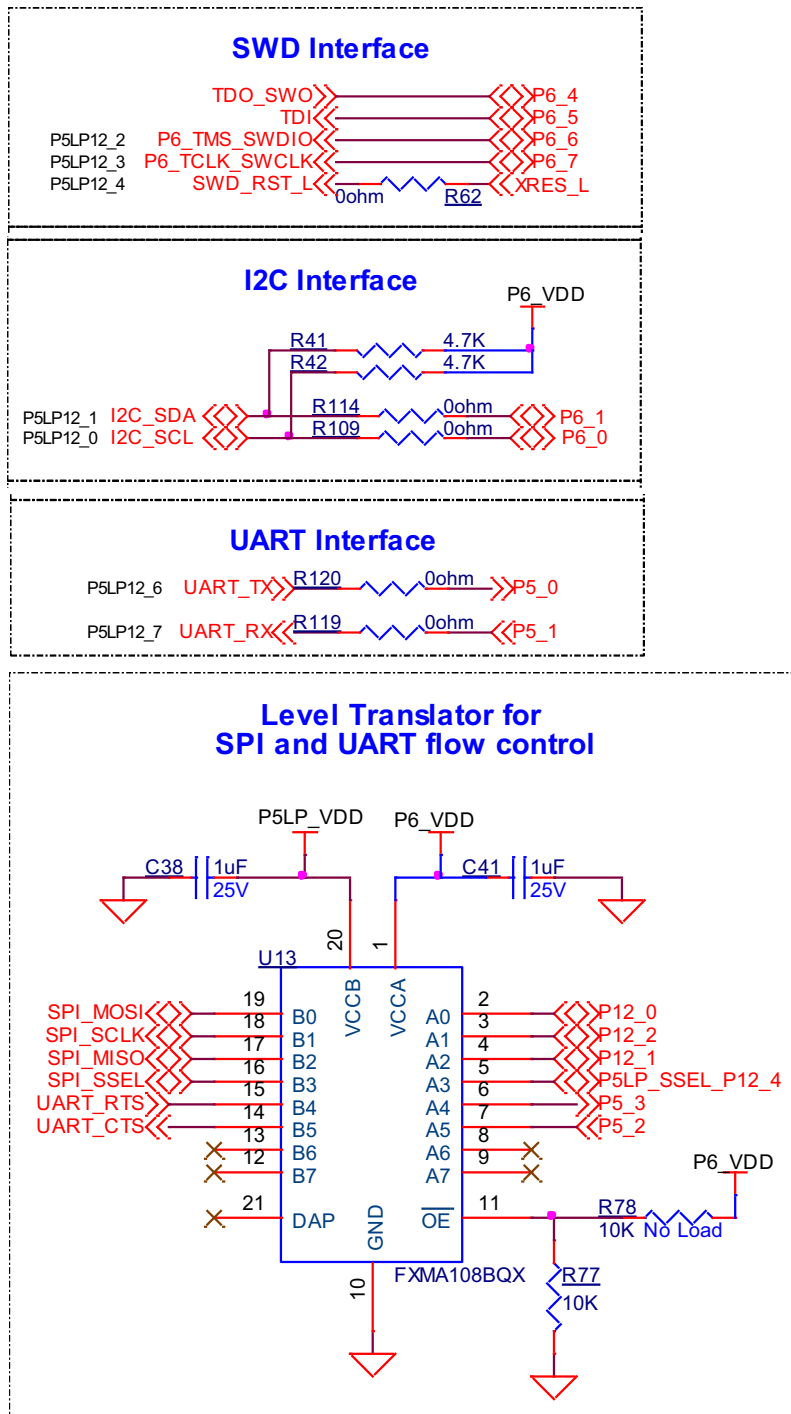 SWD Interface
TDO_SWO P6_4
TDI P6_5
P5LP12_2 P6_TMS_SWDIO P6_6
P5LP12_3 P6_TCLK_SWCLK P6_7
P5LP12_4 SWD_RST_L 0ohm R62 XRES_L
I2C Interface
P6_VDD
R41 4.7K
R42 4.7K
P5LP12_1 I2C_SDA R114 0ohm P6_1
P5LP12_0 I2C_SCL R109 0ohm P6_0
UART Interface
P5LP12_6 UART_TX R120 0ohm P5_0
P5LP12_7 UART_RX R119 0ohm P5_1
Level Translator for
SPI and UART flow control
P5LP_VDD P6_VDD
C38 1uF C41 1uF
25V 25V
20 1
U13
VCCB VCCA
SPI_MOSI 19 B0 A0 2 P12_0
SPI_SCLK 18 B1 A1 3 P12_2
SPI_MISO 17 B2 A2 4 P12_1
SPI_SSEL 16 B3 A3 5 P5LP_SSEL_P12_4
UART_RTS 15 B4 A4 6 P5_3
UART_CTS 14 B5 A5 7 P5_2
13 B6 A6 8
12 B7 A7 9
P6_VDD
21 DAP GND OE 11 R78
10K No Load
10 FXMA108BQX R77
10K